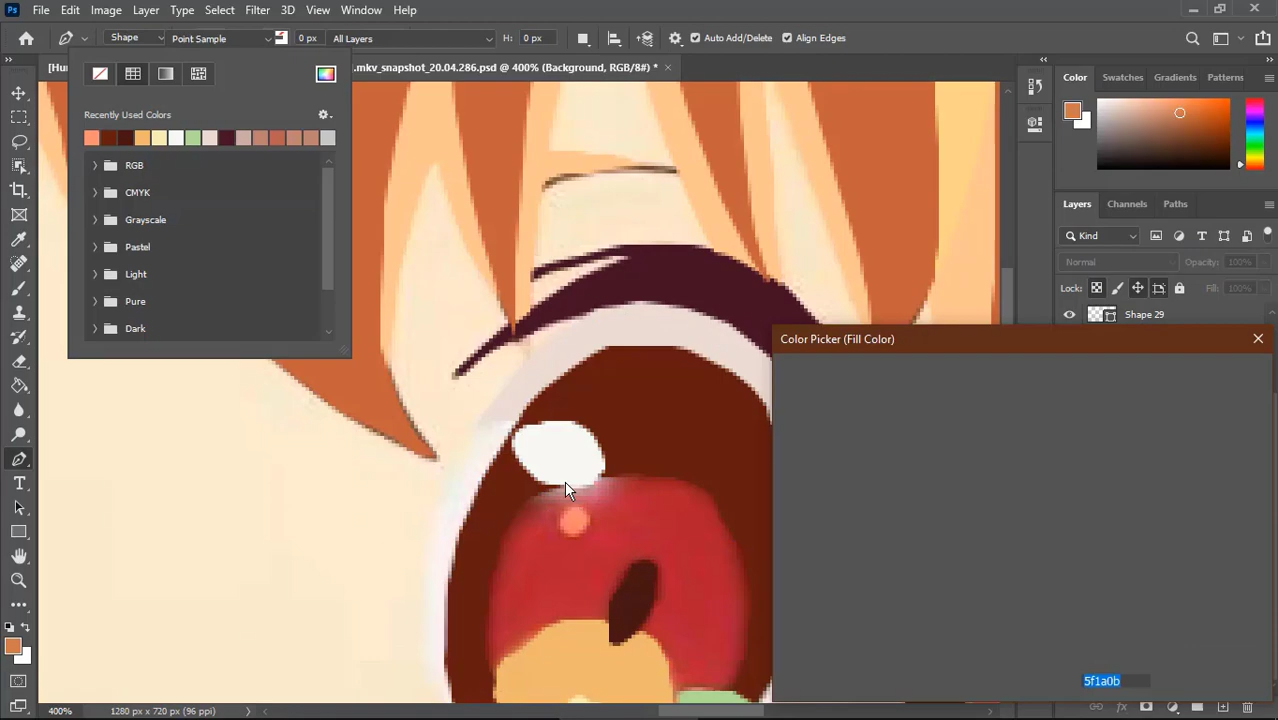 Ps File Edit Image Layer Type Select Filter 3D View Window Help
Shape Point Sample 0 px All Layers H: 0 px Auto Add/Delete Align Edges
.mkv_snapshot_20.04.286.psd @ 400% (Background, RGB/8#) *
Color Swatches Gradients Patterns
Recently Used Colors
RGB
CMYK
Grayscale
Pastel
Light
Pure
Dark
Layers Channels Paths
Kind
Normal Opacity: 100%
Lock: Fill: 100%
Shape 29
Color Picker (Fill Color)
5f1a0b
400% 1280 px x 720 px (96 ppi)